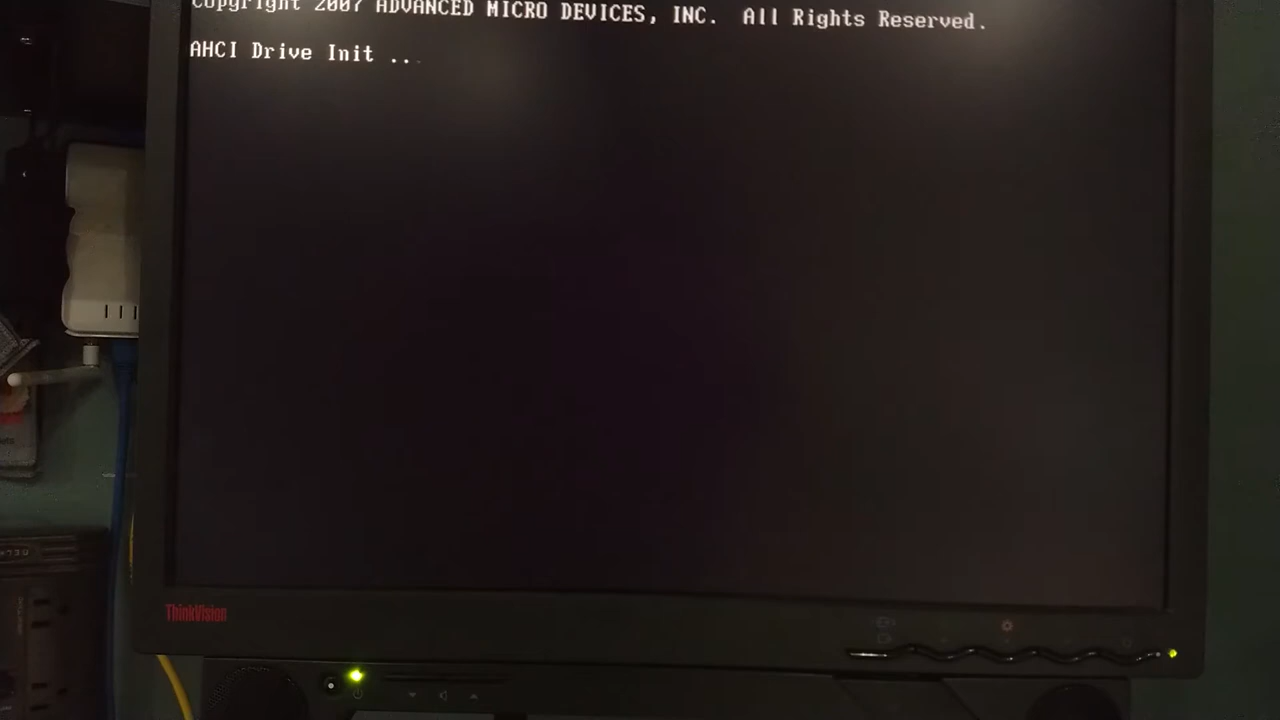 Copyright 2007 ADVANCED MICRO DEVICES, INC. All Rights Reserved.
AHCI Drive Init ...
ThinkVision